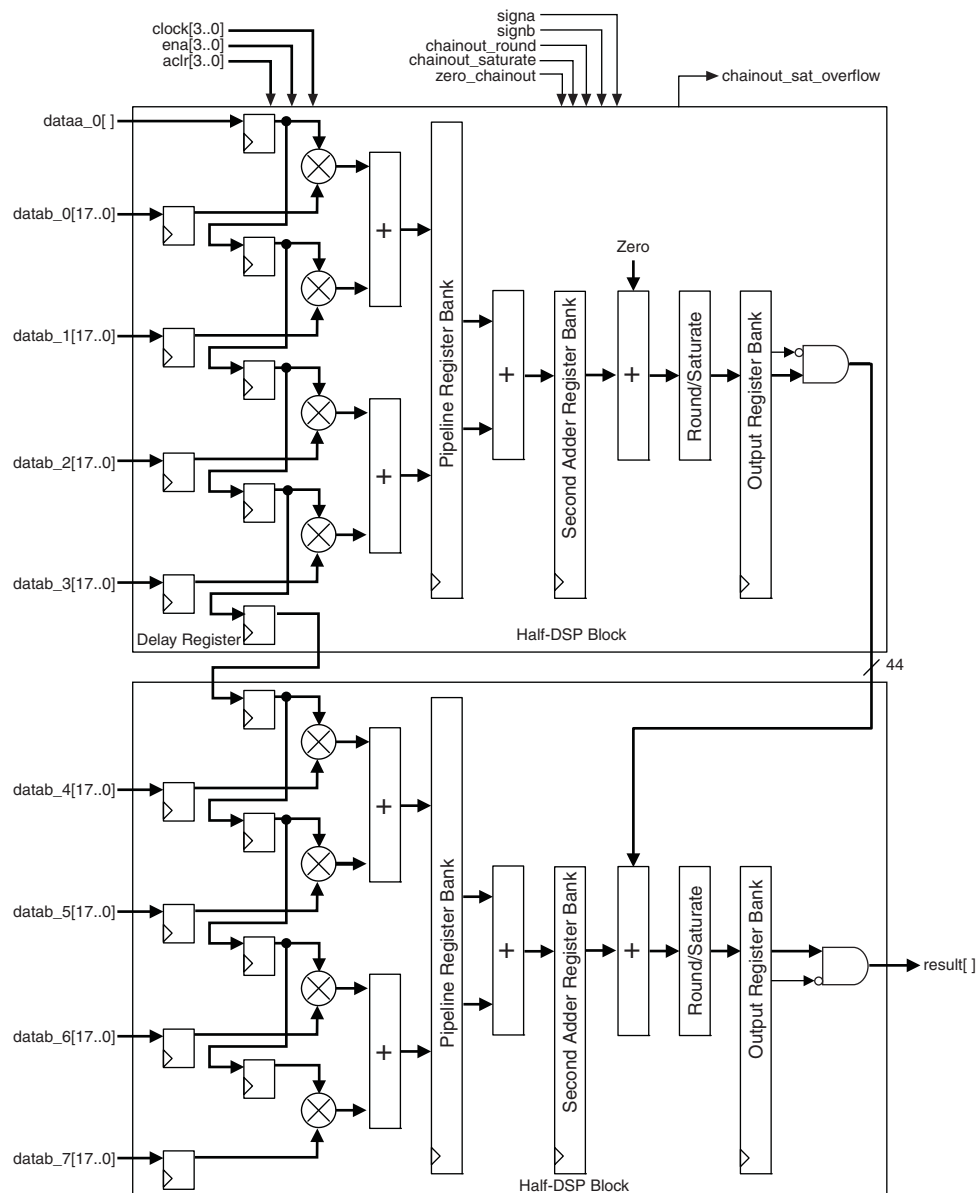 signa
clock[3..0]
signb
ena[3..0]
chainout_round
aclr[3..0]
chainout_saturate
zero_chainout
chainout_sat_overflow
dataa_0[ ]
datab_0[17..0]
+
Zero
datab_1[17..0]
Pipeline Register Bank
+
Second Adder Register Bank
+
Round/Saturate
Output Register Bank
datab_2[17..0]
+
datab_3[17..0]
Delay Register
Half-DSP Block
44
datab_4[17..0]
+
datab_5[17..0]
Pipeline Register Bank
+
Second Adder Register Bank
+
Round/Saturate
Output Register Bank
result[ ]
datab_6[17..0]
+
datab_7[17..0]
Half-DSP Block